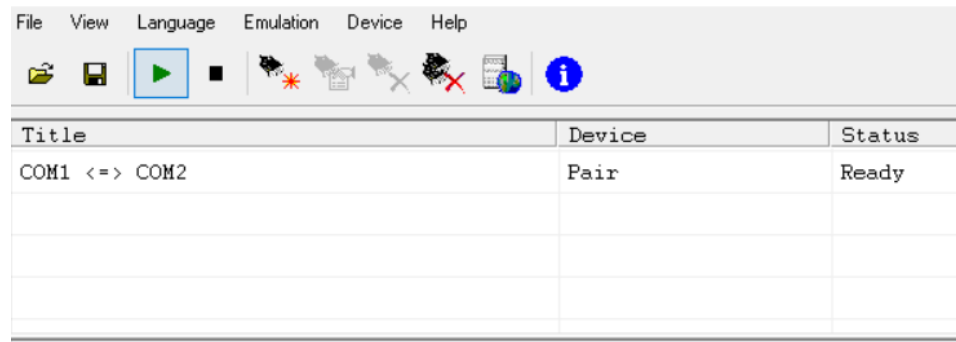 File View Language Emulation Device Help
Title Device Status
COM1 <=> COM2 Pair Ready